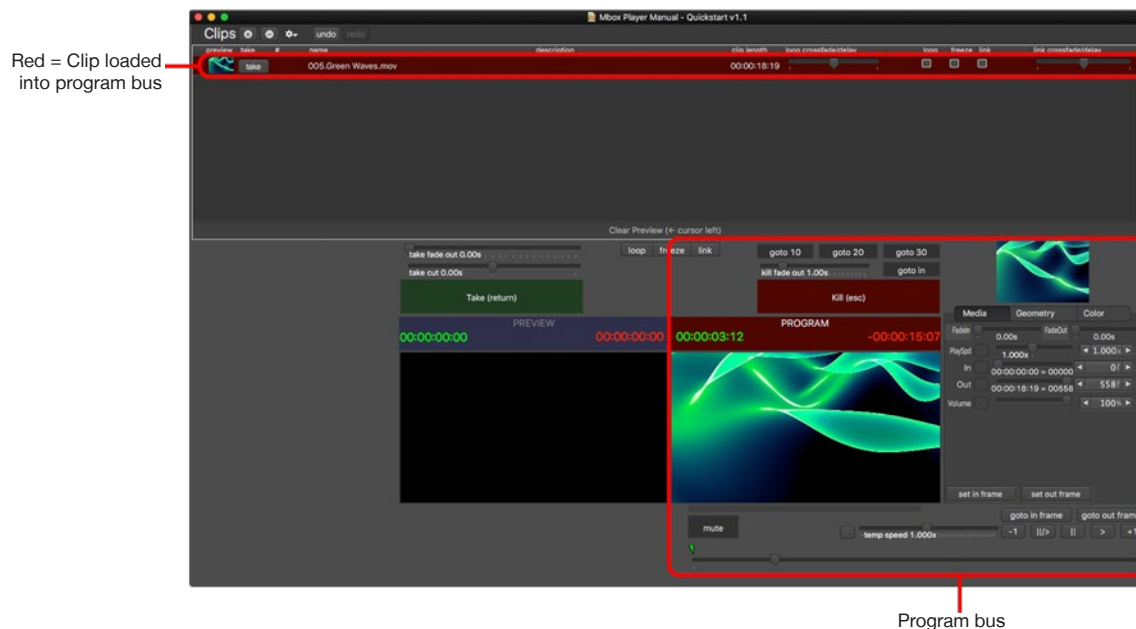 Mbox Player Manual - Quickstart v1.1
Clips undo redo
preview take # name description clip length loop crossfade/delay loop freeze link link crossfade/delay
Red = Clip loaded
into program bus
take 005.Green Waves.mov 00:00:18:19
Clear Preview (← cursor left)
take fade out 0.00s loop freeze link goto 10 goto 20 goto 30
take cut 0.00s kill fade out 1.00s goto in
Take (return) Kill (esc)
Media Geometry Color
PREVIEW PROGRAM
00:00:00:00 00:00:00:00 00:00:03:12 -00:00:15:07
FadeIn 0.00s FadeOut 0.00s
PlaySpd 1.000x 1.000x
In 00:00:00:00 = 00000 0f
Out 00:00:18:19 = 00558 558f
Volume 100%
set in frame set out frame
goto in frame goto out fram
mute temp speed 1.000x -1 ||/> || > +1
Program bus